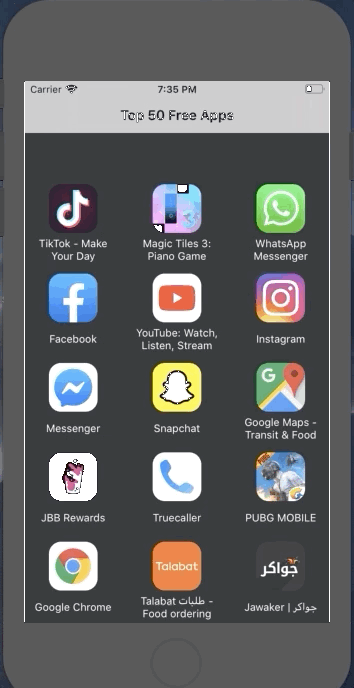 Carrier
7:35 PM
Top 50 Free Apps
TikTok - Make
Your Day
Magic Tiles 3:
Piano Game
WhatsApp
Messenger
Facebook
YouTube: Watch,
Listen, Stream
Instagram
Messenger
Snapchat
G
Google Maps -
Transit & Food
JBB Rewards
Truecaller
PUBG MOBILE
Google Chrome
Talabat
Talabat طلبات -
Food ordering
جواكر
Jawaker | جواكر